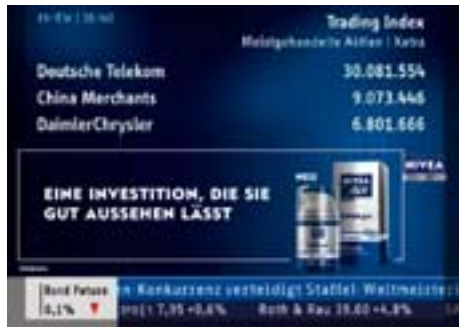 Trading Index
Meistgehandelte Aktien | Xetra
Deutsche Telekom 30.081.554
China Merchants 9.073.446
DaimlerChrysler 6.801.666
NIVEA
EINE INVESTITION, DIE SIE
GUT AUSSEHEN LÄSST
NEU
NIVEA
Bund Future
0,1% ▼
n Konkurrenz verteidigt Staffel-Weltmeister
7,95 +0,6% Roth & Rau 39,60 +4,8%